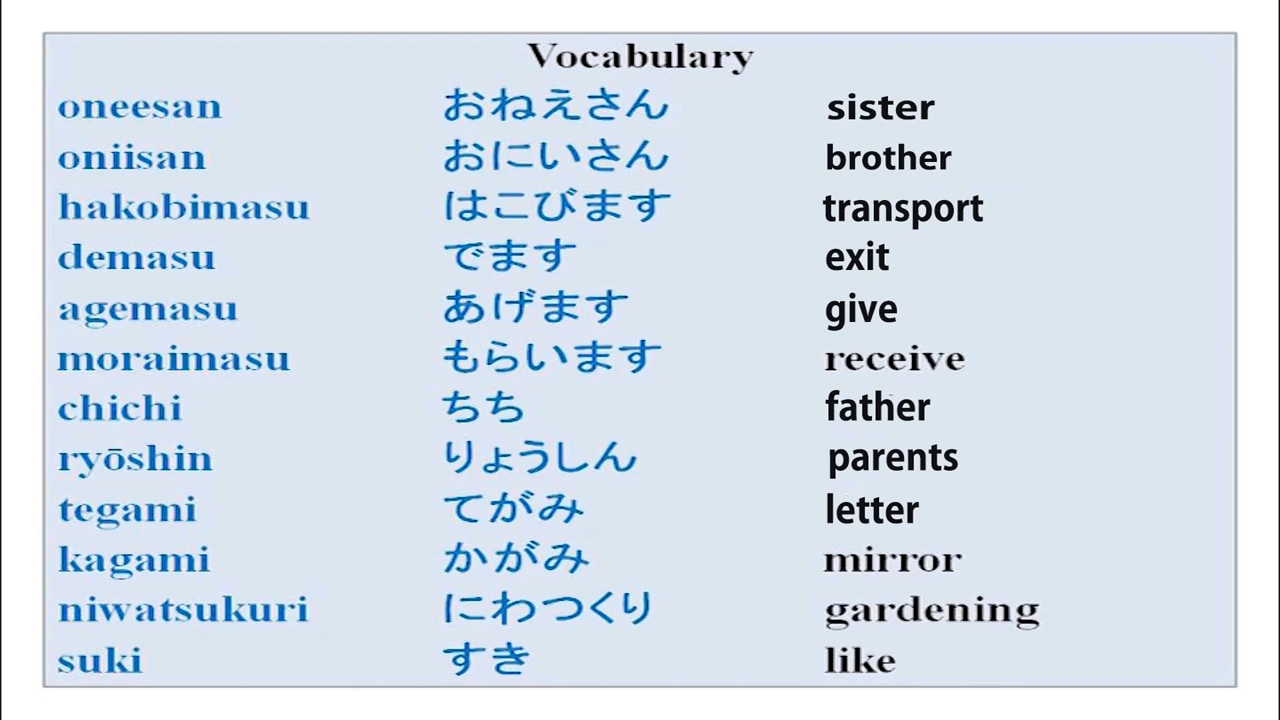 Vocabulary
oneesan おねえさん sister
oniisan おにいさん brother
hakobimasu はこびます transport
demasu でます exit
agemasu あげます give
moraimasu もらいます receive
chichi ちち father
ryōshin りょうしん parents
tegami てがみ letter
kagami かがみ mirror
niwatsukuri にわつくり gardening
suki すき like